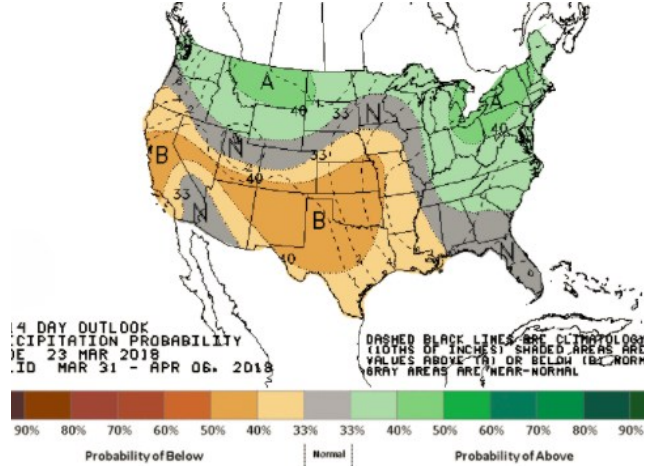 A
A
40
33
40
N
B
N
33
40
33
N
B
40
N
14 DAY OUTLOOK
CIPITATION PROBABILITY
DE 23 MAR 2018
LID MAR 31 - APR 06, 2018
DASHED BLACK LINES ARE CLIMATOLOGY
(10THS OF INCHES) SHADED AREAS ARE
VALUES ABOVE (A) OR BELOW (B) NORM
GRAY AREAS ARE NEAR-NORMAL
90% 80% 70% 60% 50% 40% 33% 33% 40% 50% 60% 70% 80% 90%
Probability of Below Normal Probability of Above